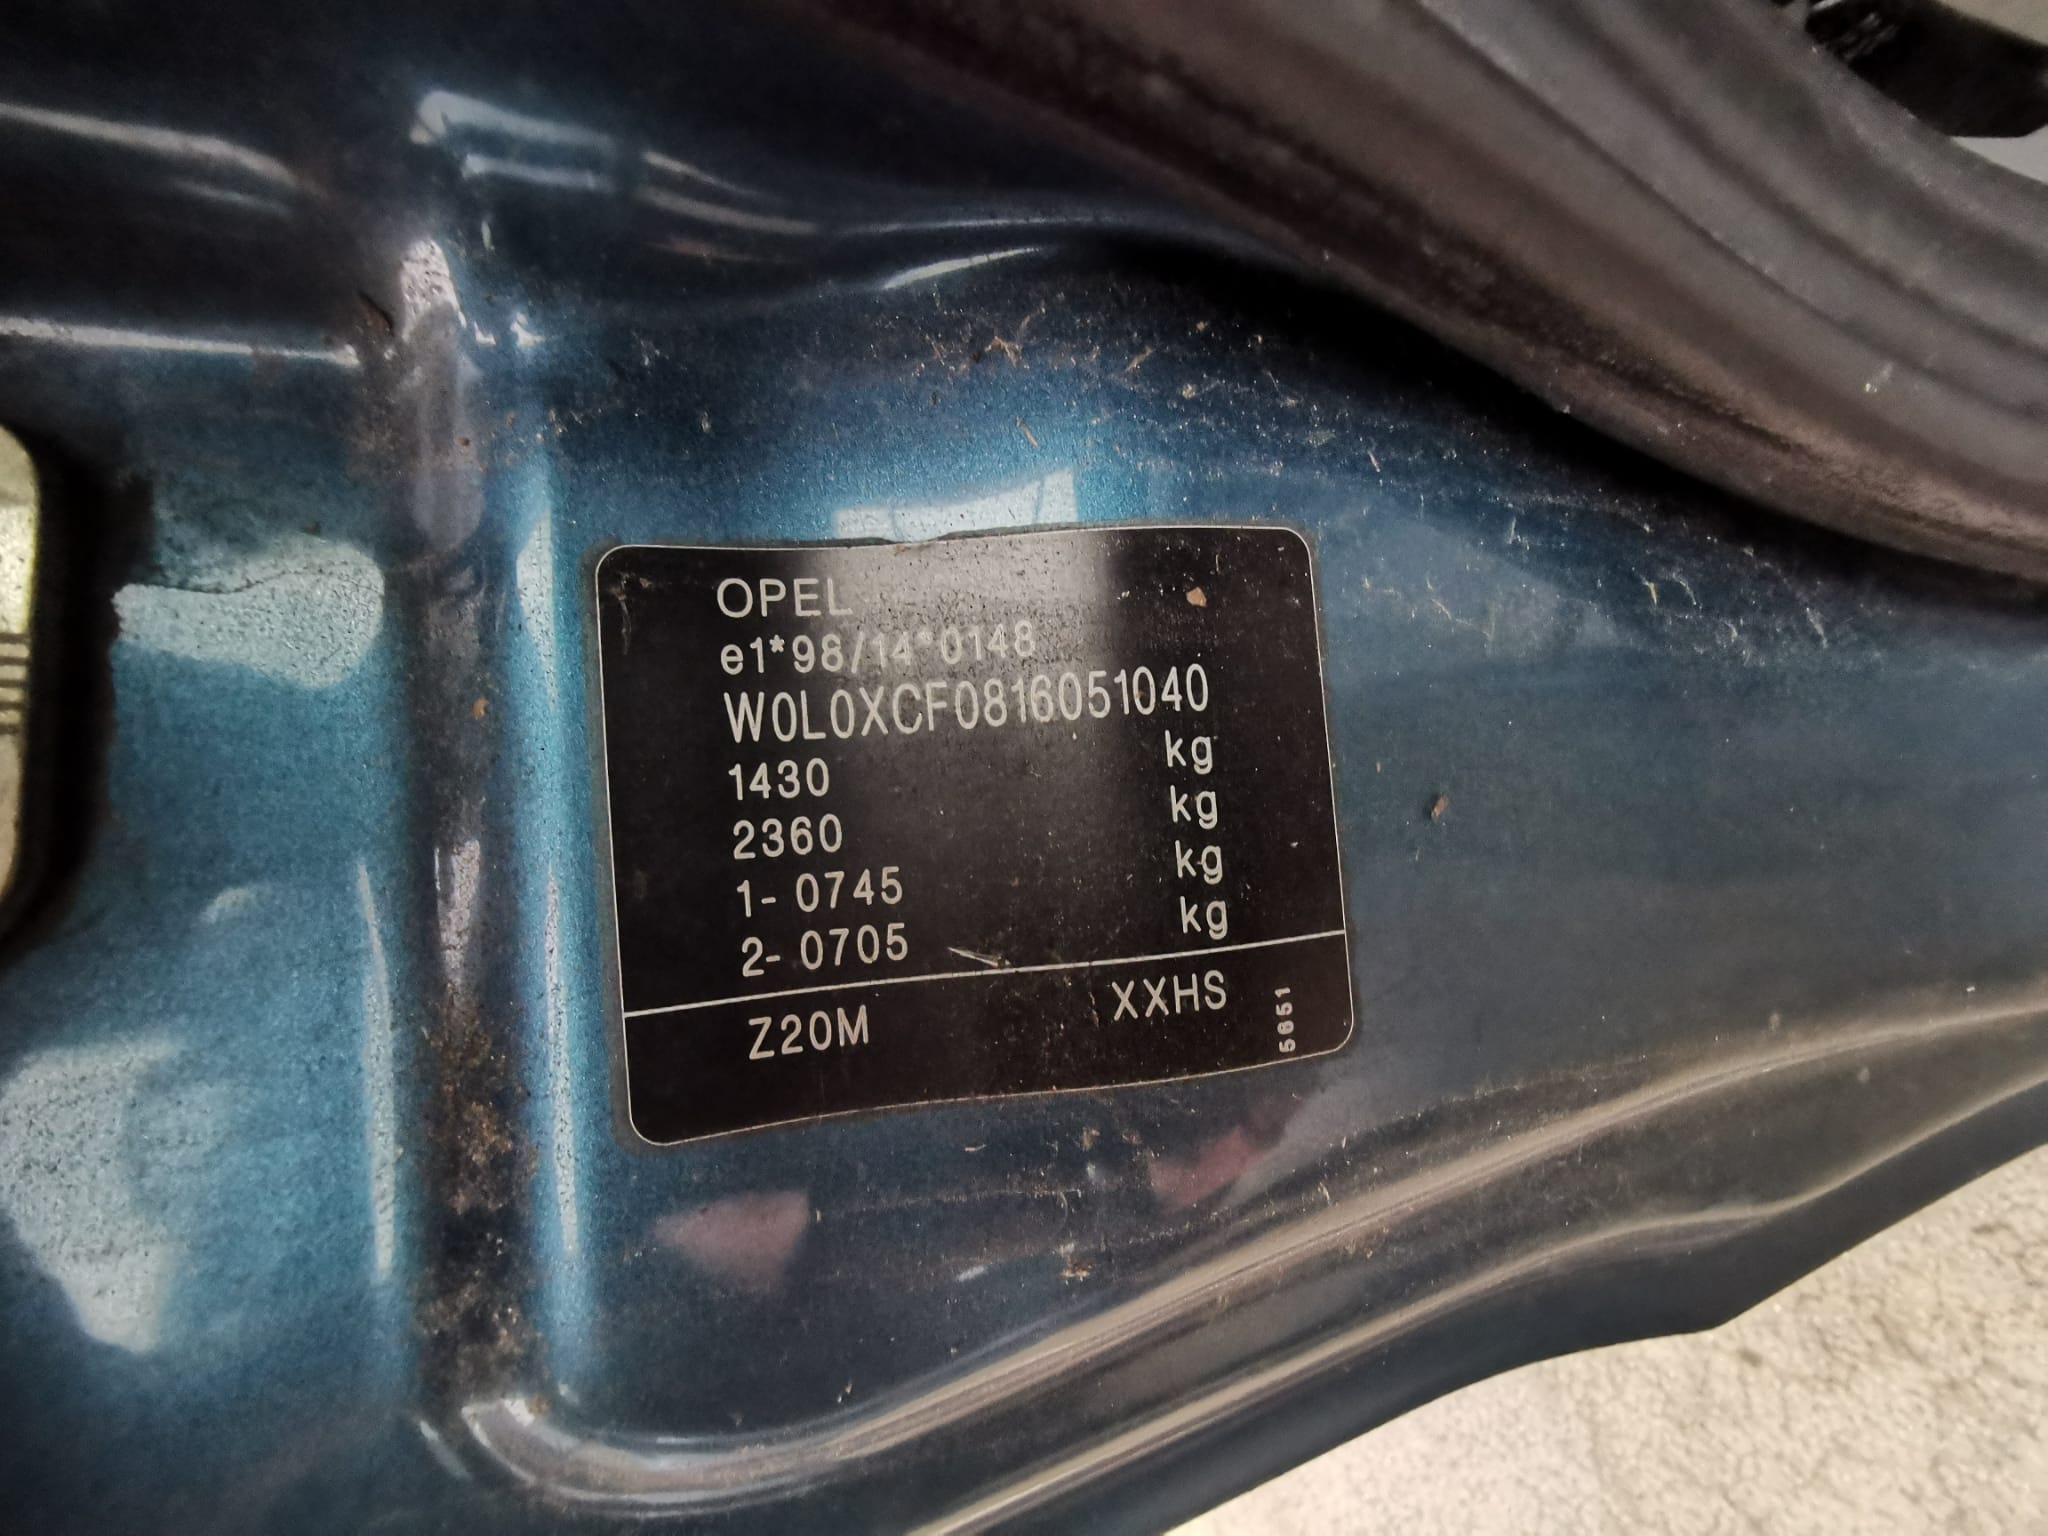 OPEL
e1*98/14*0148
W0L0XCF0816051040
1430 kg
2360 kg
1- 0745 kg
2- 0705 kg
Z20M XXHS
5651